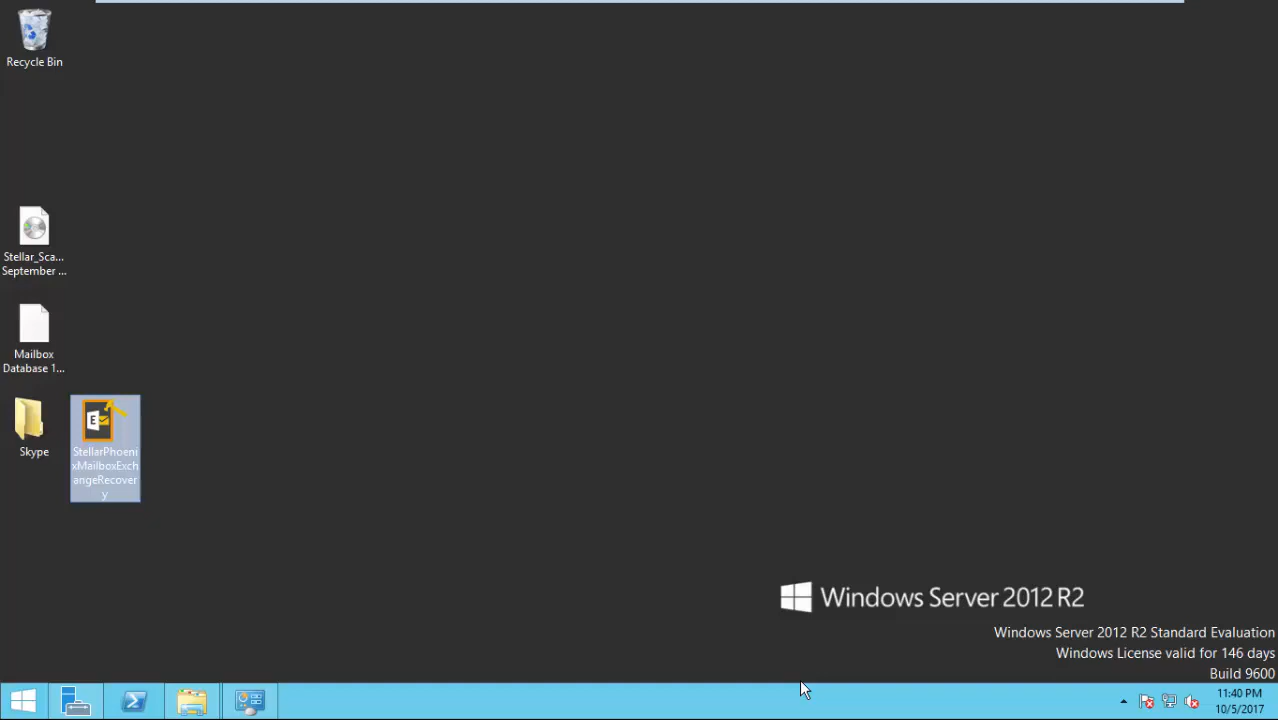 Recycle Bin
Stellar_Sca...
September ...
Mailbox
Database 1...
Skype
StellarPhoeni
xMailboxExch
angeRecover
y
E
Windows Server 2012 R2
Windows Server 2012 R2 Standard Evaluation
Windows License valid for 146 days
Build 9600
11:40 PM
10/5/2017